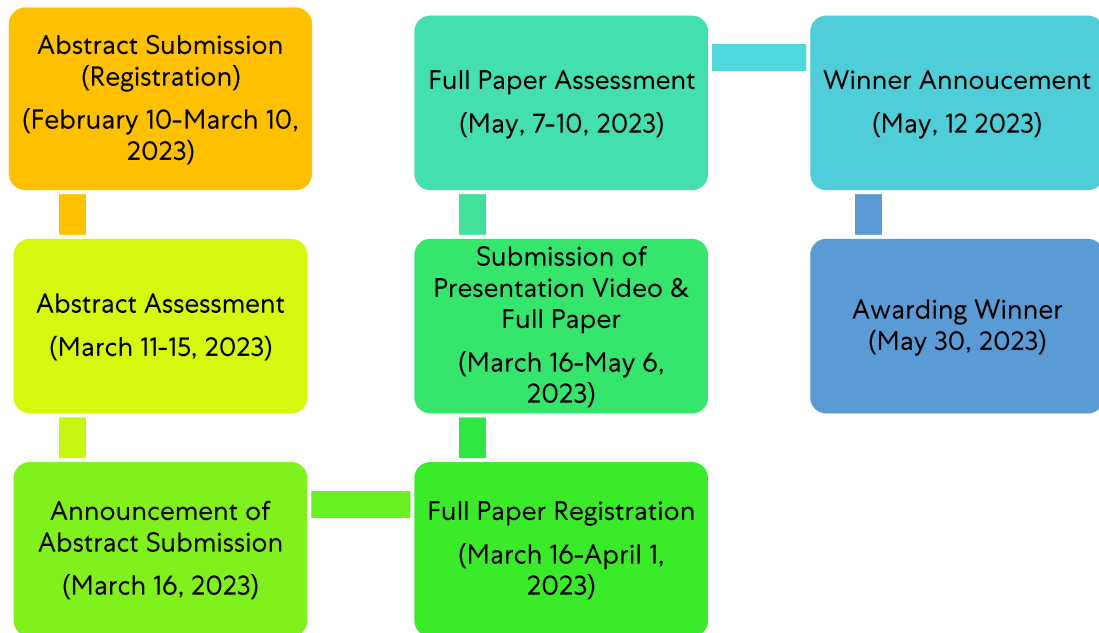 Abstract Submission
(Registration)
(February 10-March 10,
2023)
Abstract Assessment
(March 11-15, 2023)
Announcement of
Abstract Submission
(March 16, 2023)
Full Paper Registration
(March 16-April 1,
2023)
Submission of
Presentation Video &
Full Paper
(March 16-May 6,
2023)
Full Paper Assessment
(May, 7-10, 2023)
Winner Annoucement
(May, 12 2023)
Awarding Winner
(May 30, 2023)